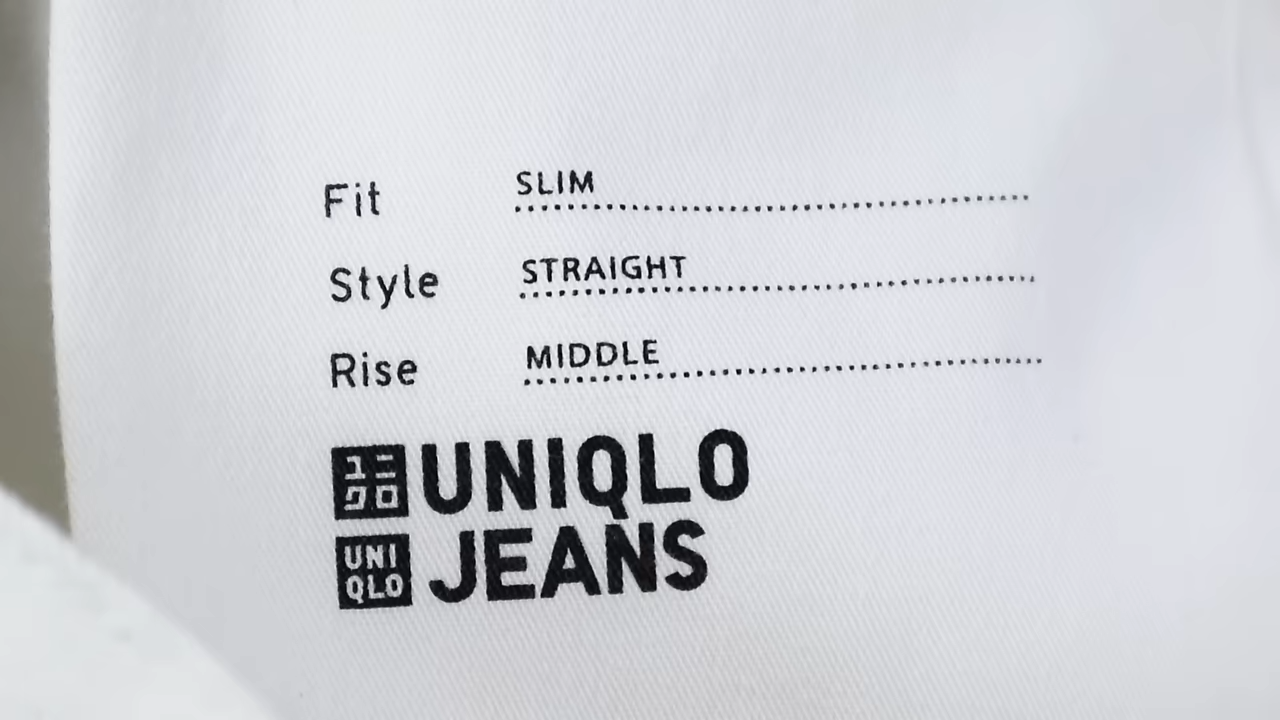 Fit SLIM
Style STRAIGHT
Rise MIDDLE
ユニ
クロ
UNIQLO
UNI
QLO
JEANS